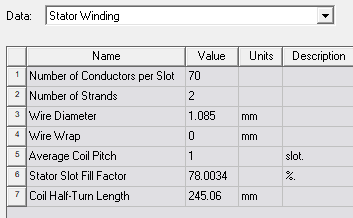 Data: Stator Winding
Name Value Units Description
1 Number of Conductors per Slot 70
2 Number of Strands 2
3 Wire Diameter 1.085 mm
4 Wire Wrap 0 mm
5 Average Coil Pitch 1 slot.
6 Stator Slot Fill Factor 78.0034 %.
7 Coil Half-Turn Length 245.06 mm